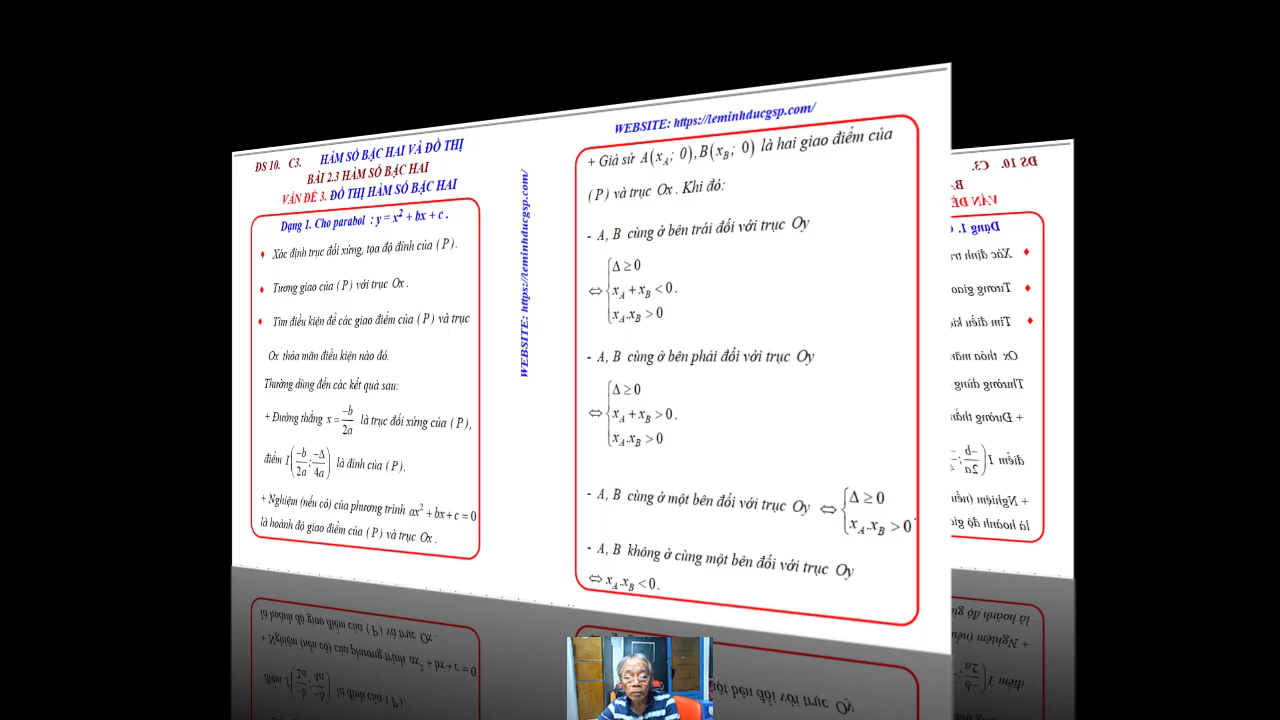 ĐS 10. C3. HÀM SỐ BẬC HAI VÀ ĐỒ THỊ
BÀI 2.3 HÀM SỐ BẬC HAI
VẤN ĐỀ 3. ĐỒ THỊ HÀM SỐ BẬC HAI
Dạng 1. Cho parabol : y = x² + bx + c .
♦ Xác định trục đối xứng, tọa độ đỉnh của (P).
♦ Tương giao của (P) với trục Ox .
♦ Tìm điều kiện để các giao điểm của (P) và trục
Ox thỏa mãn điều kiện nào đó.
Thường dùng đến các kết quả sau:
+ Đường thẳng x = -b/2a là trục đối xứng của (P),
điểm I(-b/2a ; -Δ/4a) là đỉnh của (P).
+ Nghiệm (nếu có) của phương trình ax² + bx + c = 0
là hoành độ giao điểm của (P) và trục Ox .
WEBSITE: https://leminhducgsp.com/
WEBSITE: https://leminhducgsp.com/
+ Giả sử A(x_A; 0), B(x_B; 0) là hai giao điểm của
(P) và trục Ox . Khi đó:
- A, B cùng ở bên trái đối với trục Oy
Δ ≥ 0
⇔ { x_A + x_B < 0 .
x_A.x_B > 0
- A, B cùng ở bên phải đối với trục Oy
Δ ≥ 0
⇔ { x_A + x_B > 0 .
x_A.x_B > 0
- A, B cùng ở một bên đối với trục Oy ⇔ { Δ ≥ 0
x_A.x_B > 0 .
- A, B không ở cùng một bên đối với trục Oy
⇔ x_A.x_B < 0 .